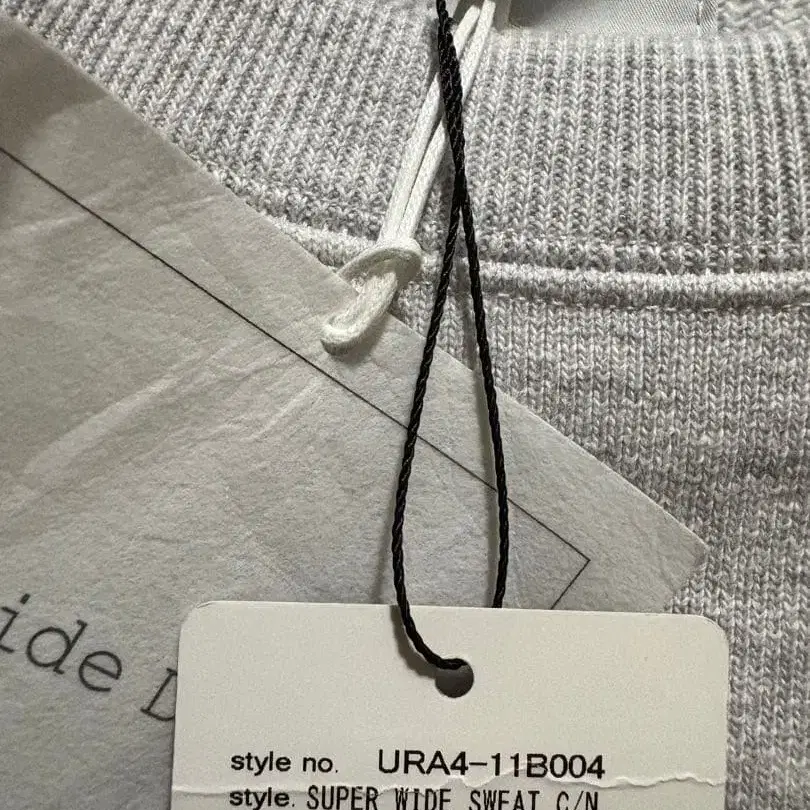 ide D
style no. URA4-11B004
style. SUPER WIDE SWEAT C/N